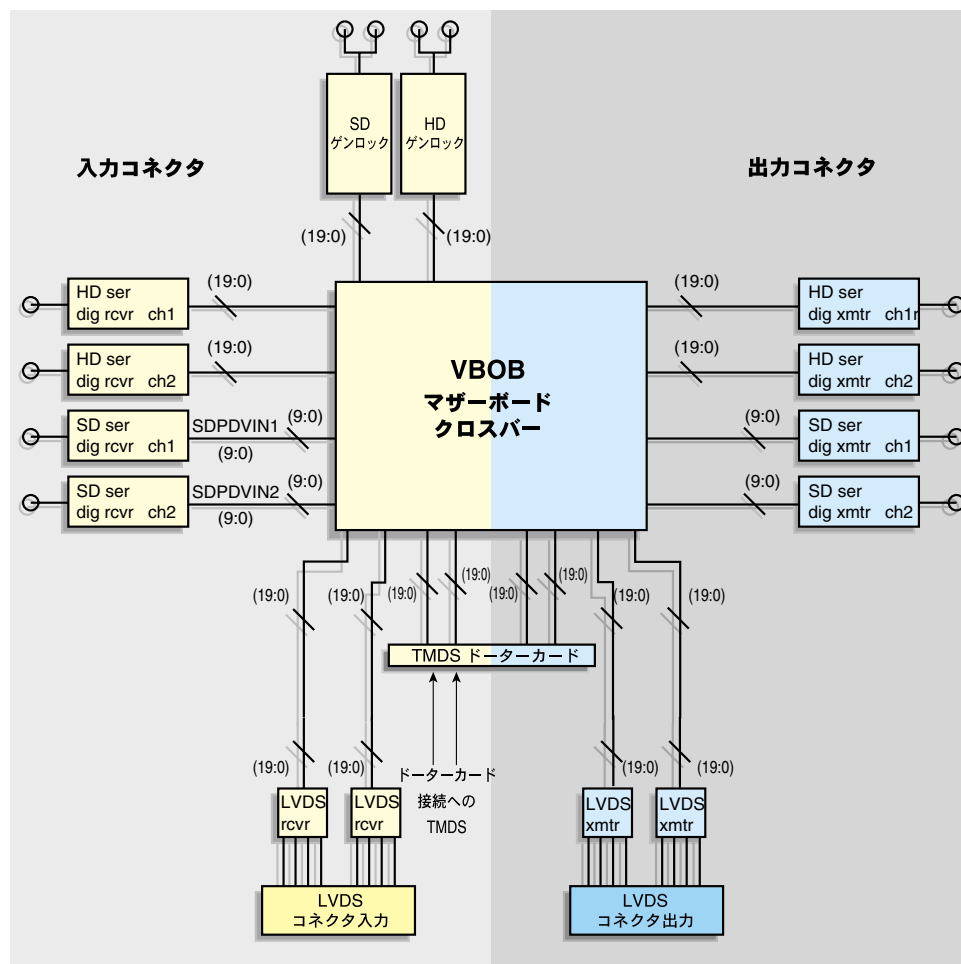 SD
ゲンロック
HD
ゲンロック
入力コネクタ
出力コネクタ
(19:0)
(19:0)
HD ser
dig rcvr ch1
(19:0)
HD ser
dig rcvr ch2
(19:0)
SD ser
dig rcvr ch1
SDPDVIN1
(9:0)
(9:0)
SD ser
dig rcvr ch2
SDPDVIN2
(9:0)
(9:0)
VBOB
マザーボード
クロスバー
(19:0)
HD ser
dig xmtr ch1r
(19:0)
HD ser
dig xmtr ch2
(9:0)
SD ser
dig xmtr ch1
(9:0)
SD ser
dig xmtr ch2
(19:0)
(19:0)
(19:0)
(19:0)
(19:0)
(19:0)
(19:0)
(19:0)
TMDS ドーターカード
(19:0)
(19:0)
ドーターカード
接続への
TMDS
(19:0)
(19:0)
LVDS
rcvr
LVDS
rcvr
LVDS
xmtr
LVDS
xmtr
LVDS
コネクタ入力
LVDS
コネクタ出力